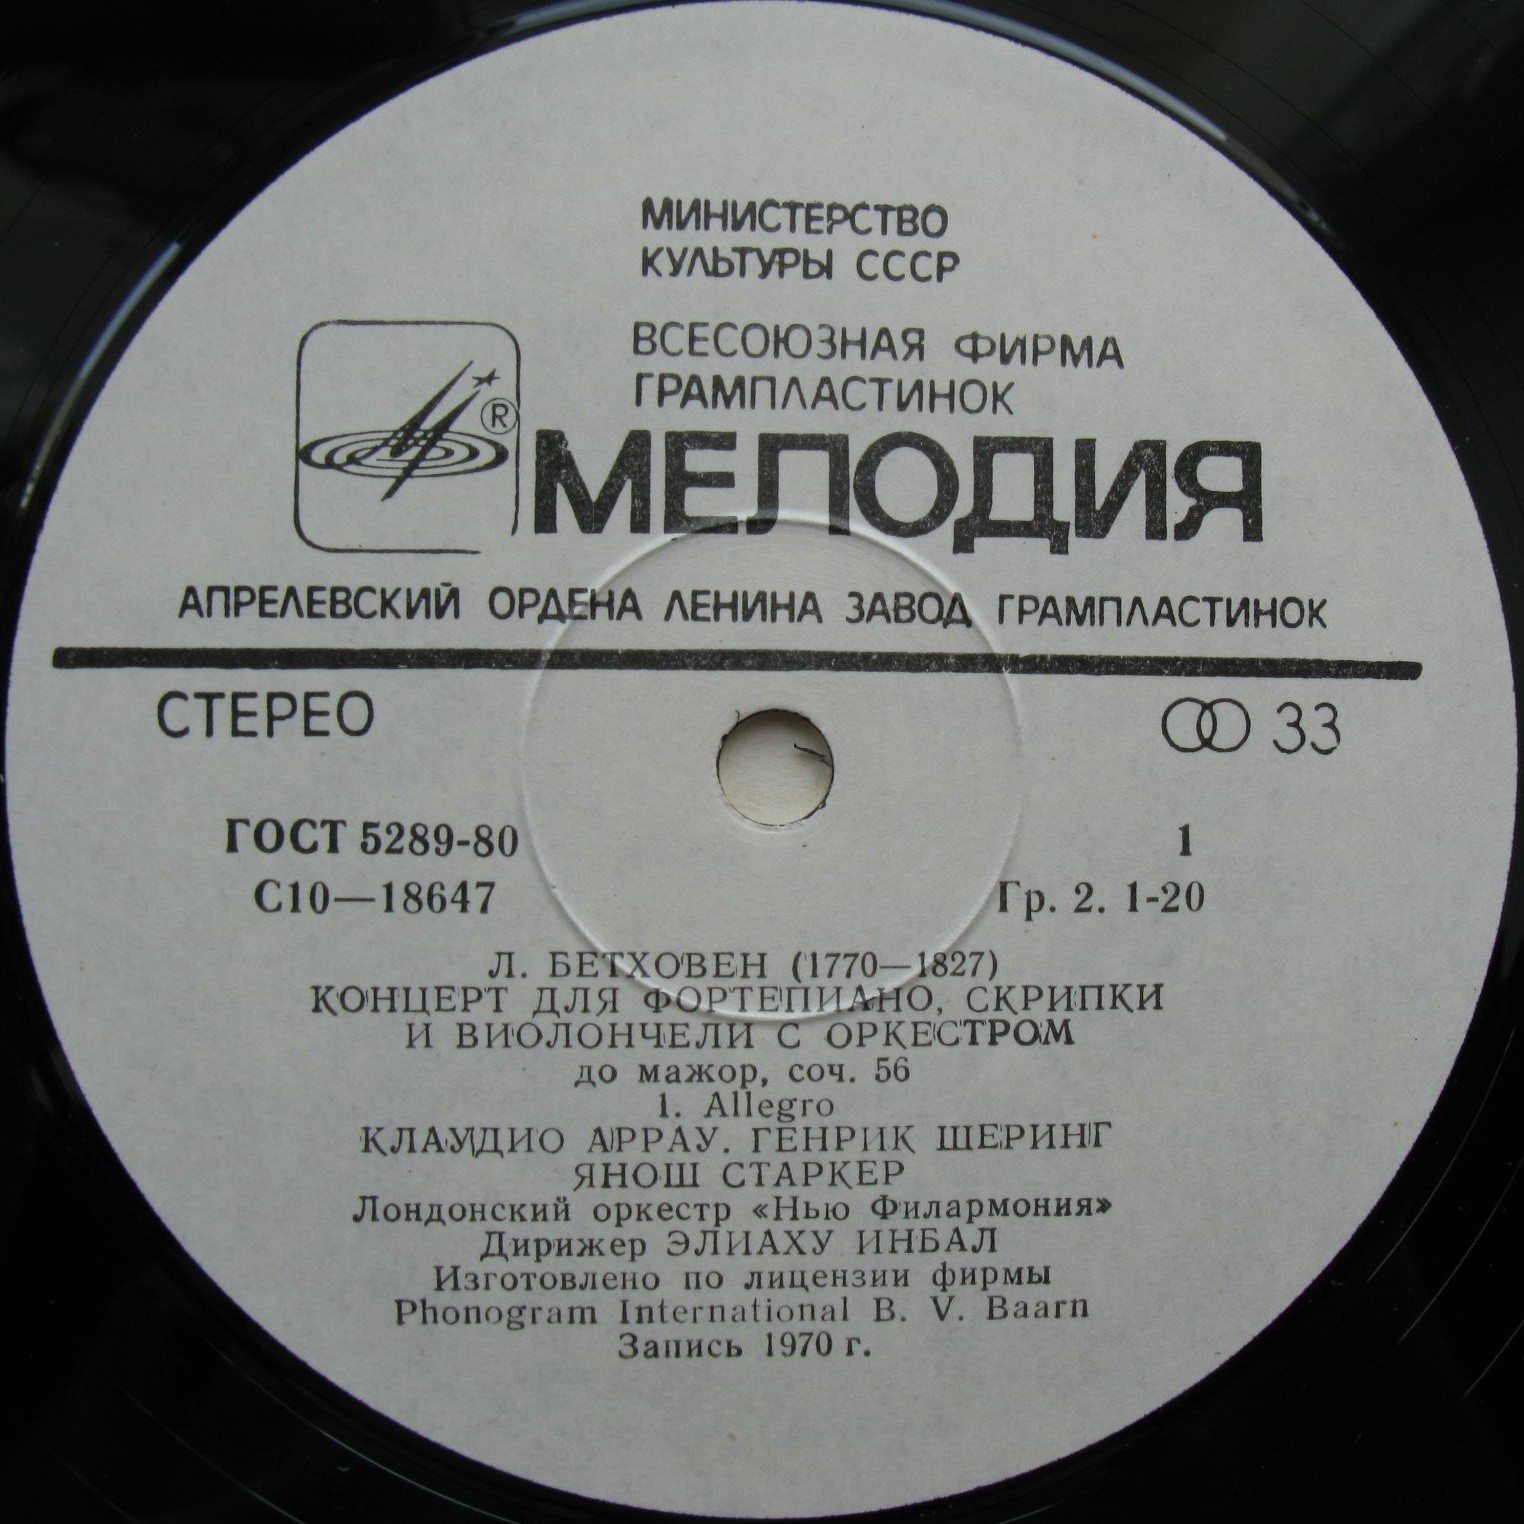 МИНИСТЕРСТВО
КУЛЬТУРЫ СССР
ВСЕСОЮЗНАЯ ФИРМА
ГРАМПЛАСТИНОК
®
МЕЛОДИЯ
АПРЕЛЕВСКИЙ ОРДЕНА ЛЕНИНА ЗАВОД ГРАМПЛАСТИНОК
СТЕРЕО 33
ГОСТ 5289-80 1
С10—18647 Гр. 2. 1-20
Л. БЕТХОВЕН (1770—1827)
КОНЦЕРТ ДЛЯ ФОРТЕПИАНО, СКРИПКИ
И ВИОЛОНЧЕЛИ С ОРКЕСТРОМ
до мажор, соч. 56
1. Allegro
КЛАУДИО АРРАУ. ГЕНРИК ШЕРИНГ
ЯНОШ СТАРКЕР
Лондонский оркестр «Нью Филармония»
Дирижер ЭЛИАХУ ИНБАЛ
Изготовлено по лицензии фирмы
Phonogram International B. V. Baarn
Запись 1970 г.